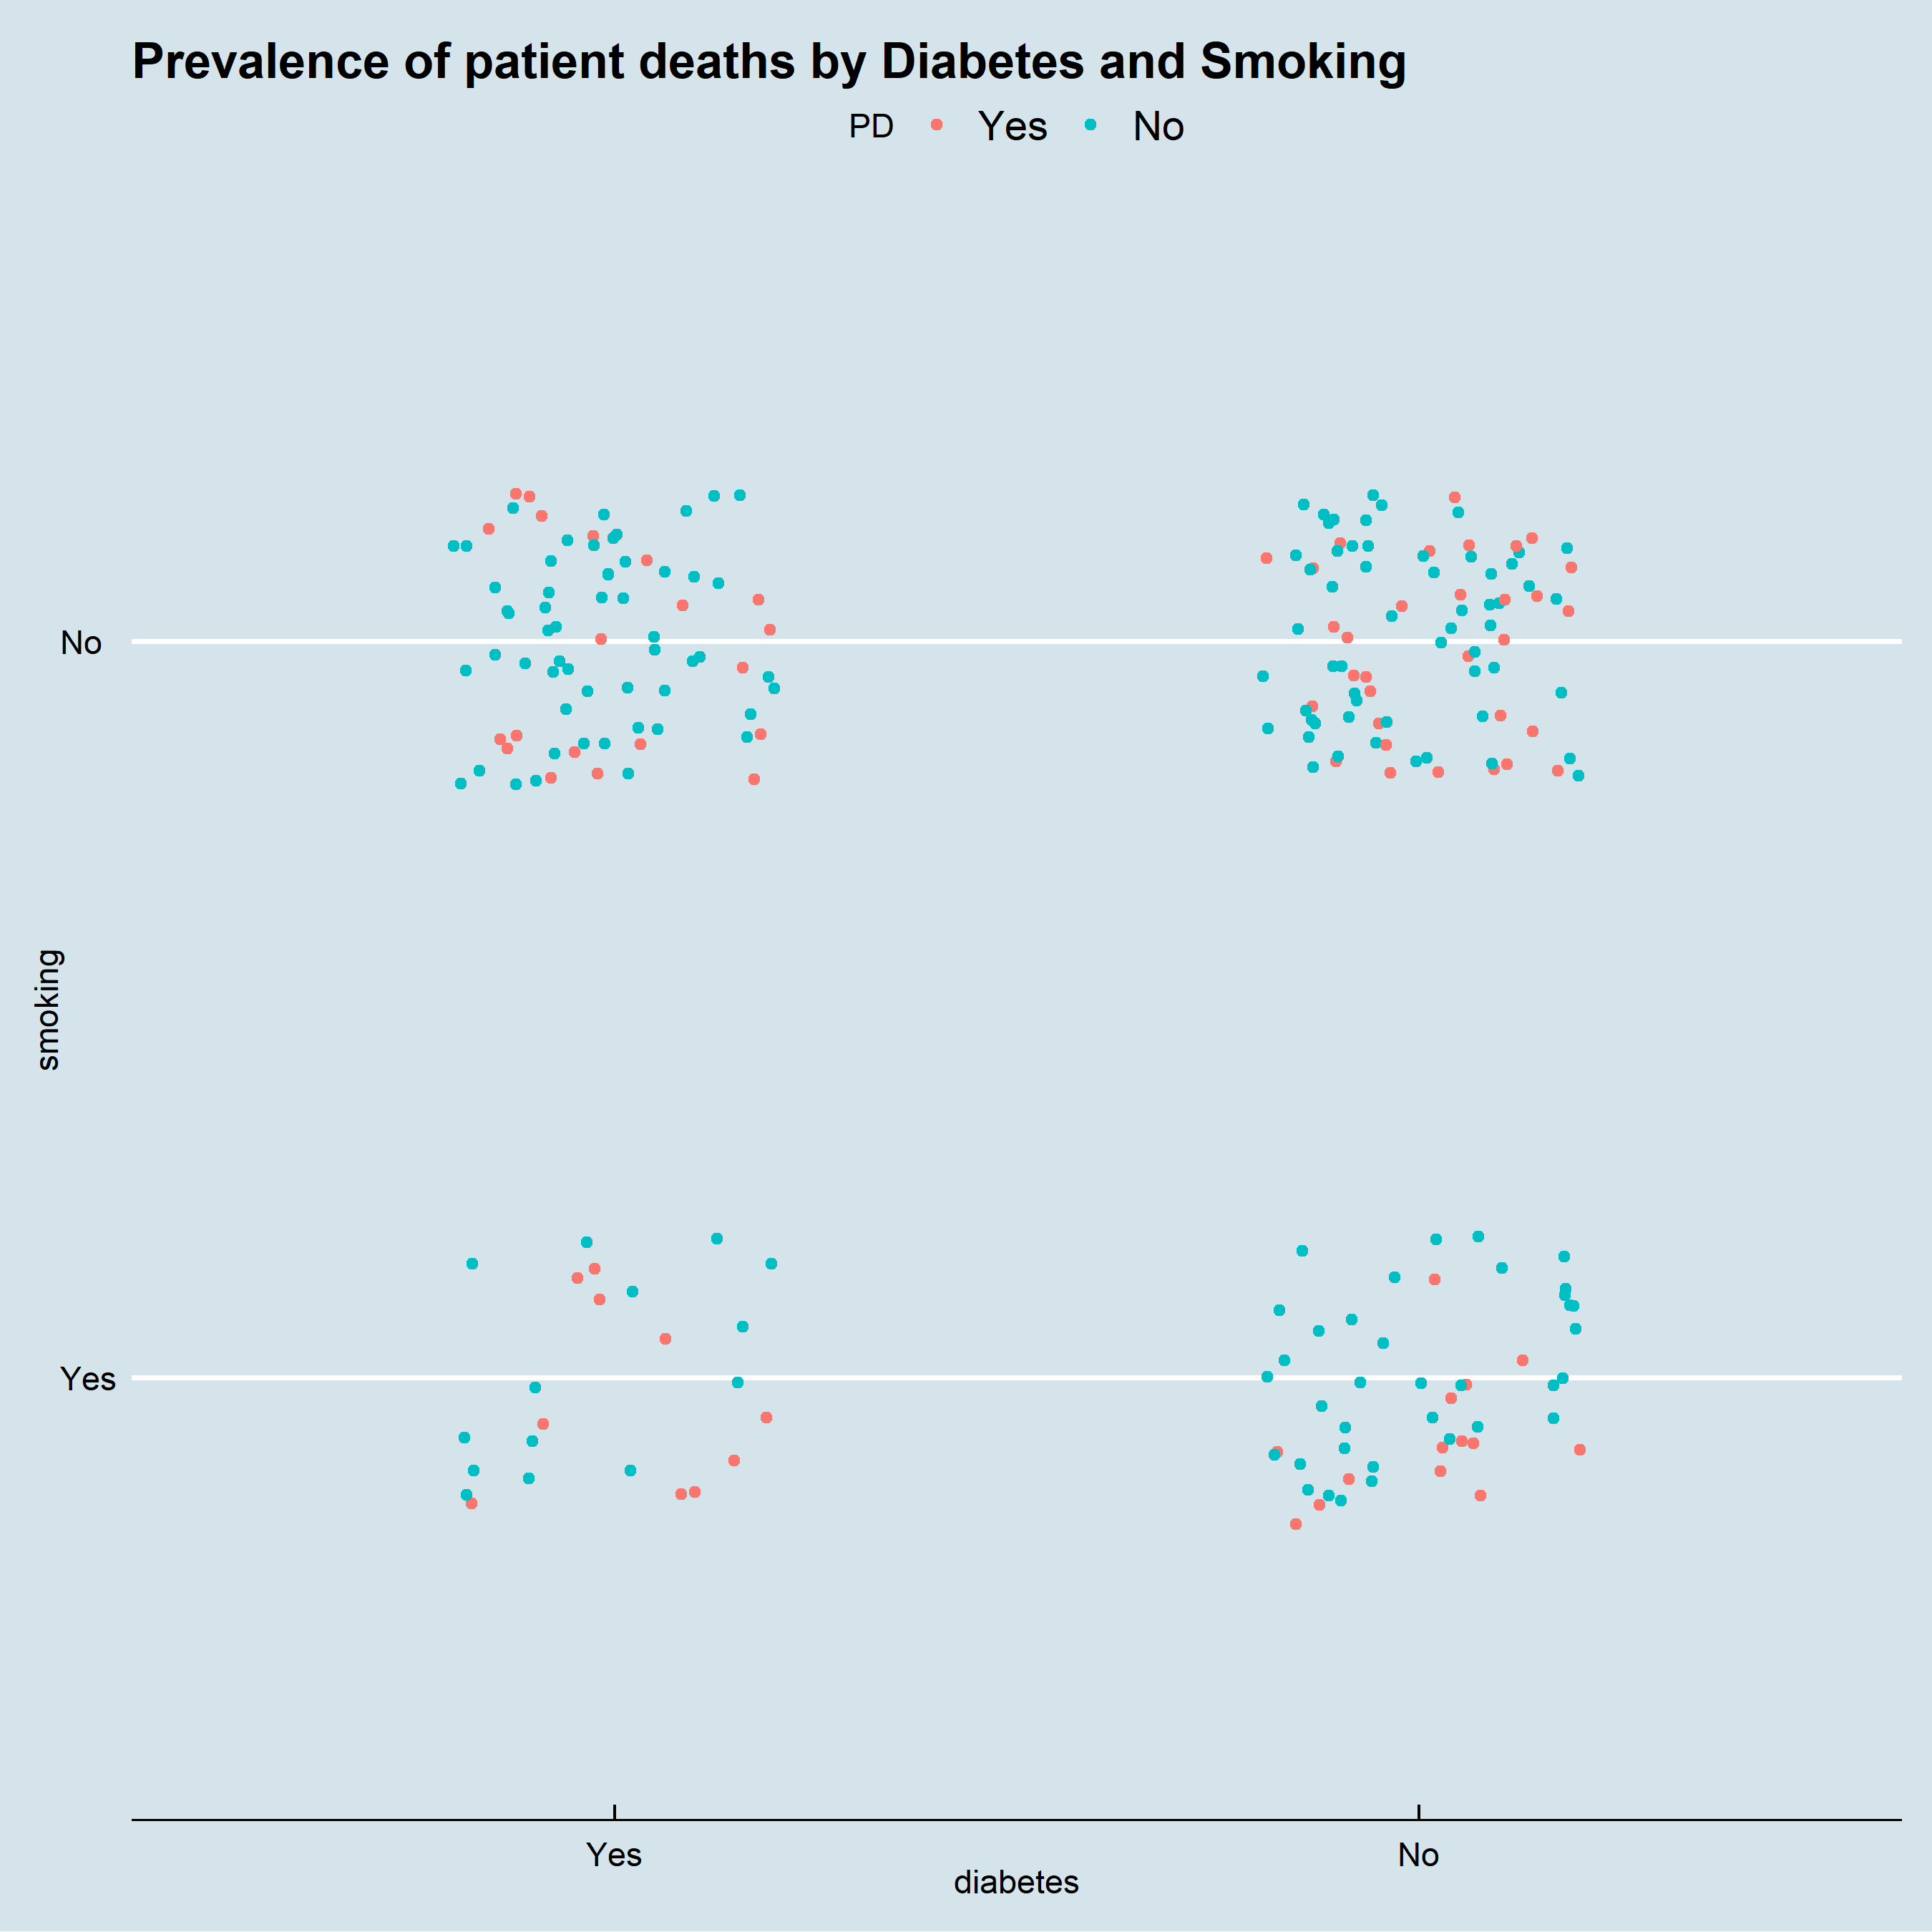 Prevalence of patient deaths by Diabetes and Smoking
PD Yes No
No
smoking
Yes
Yes No
diabetes